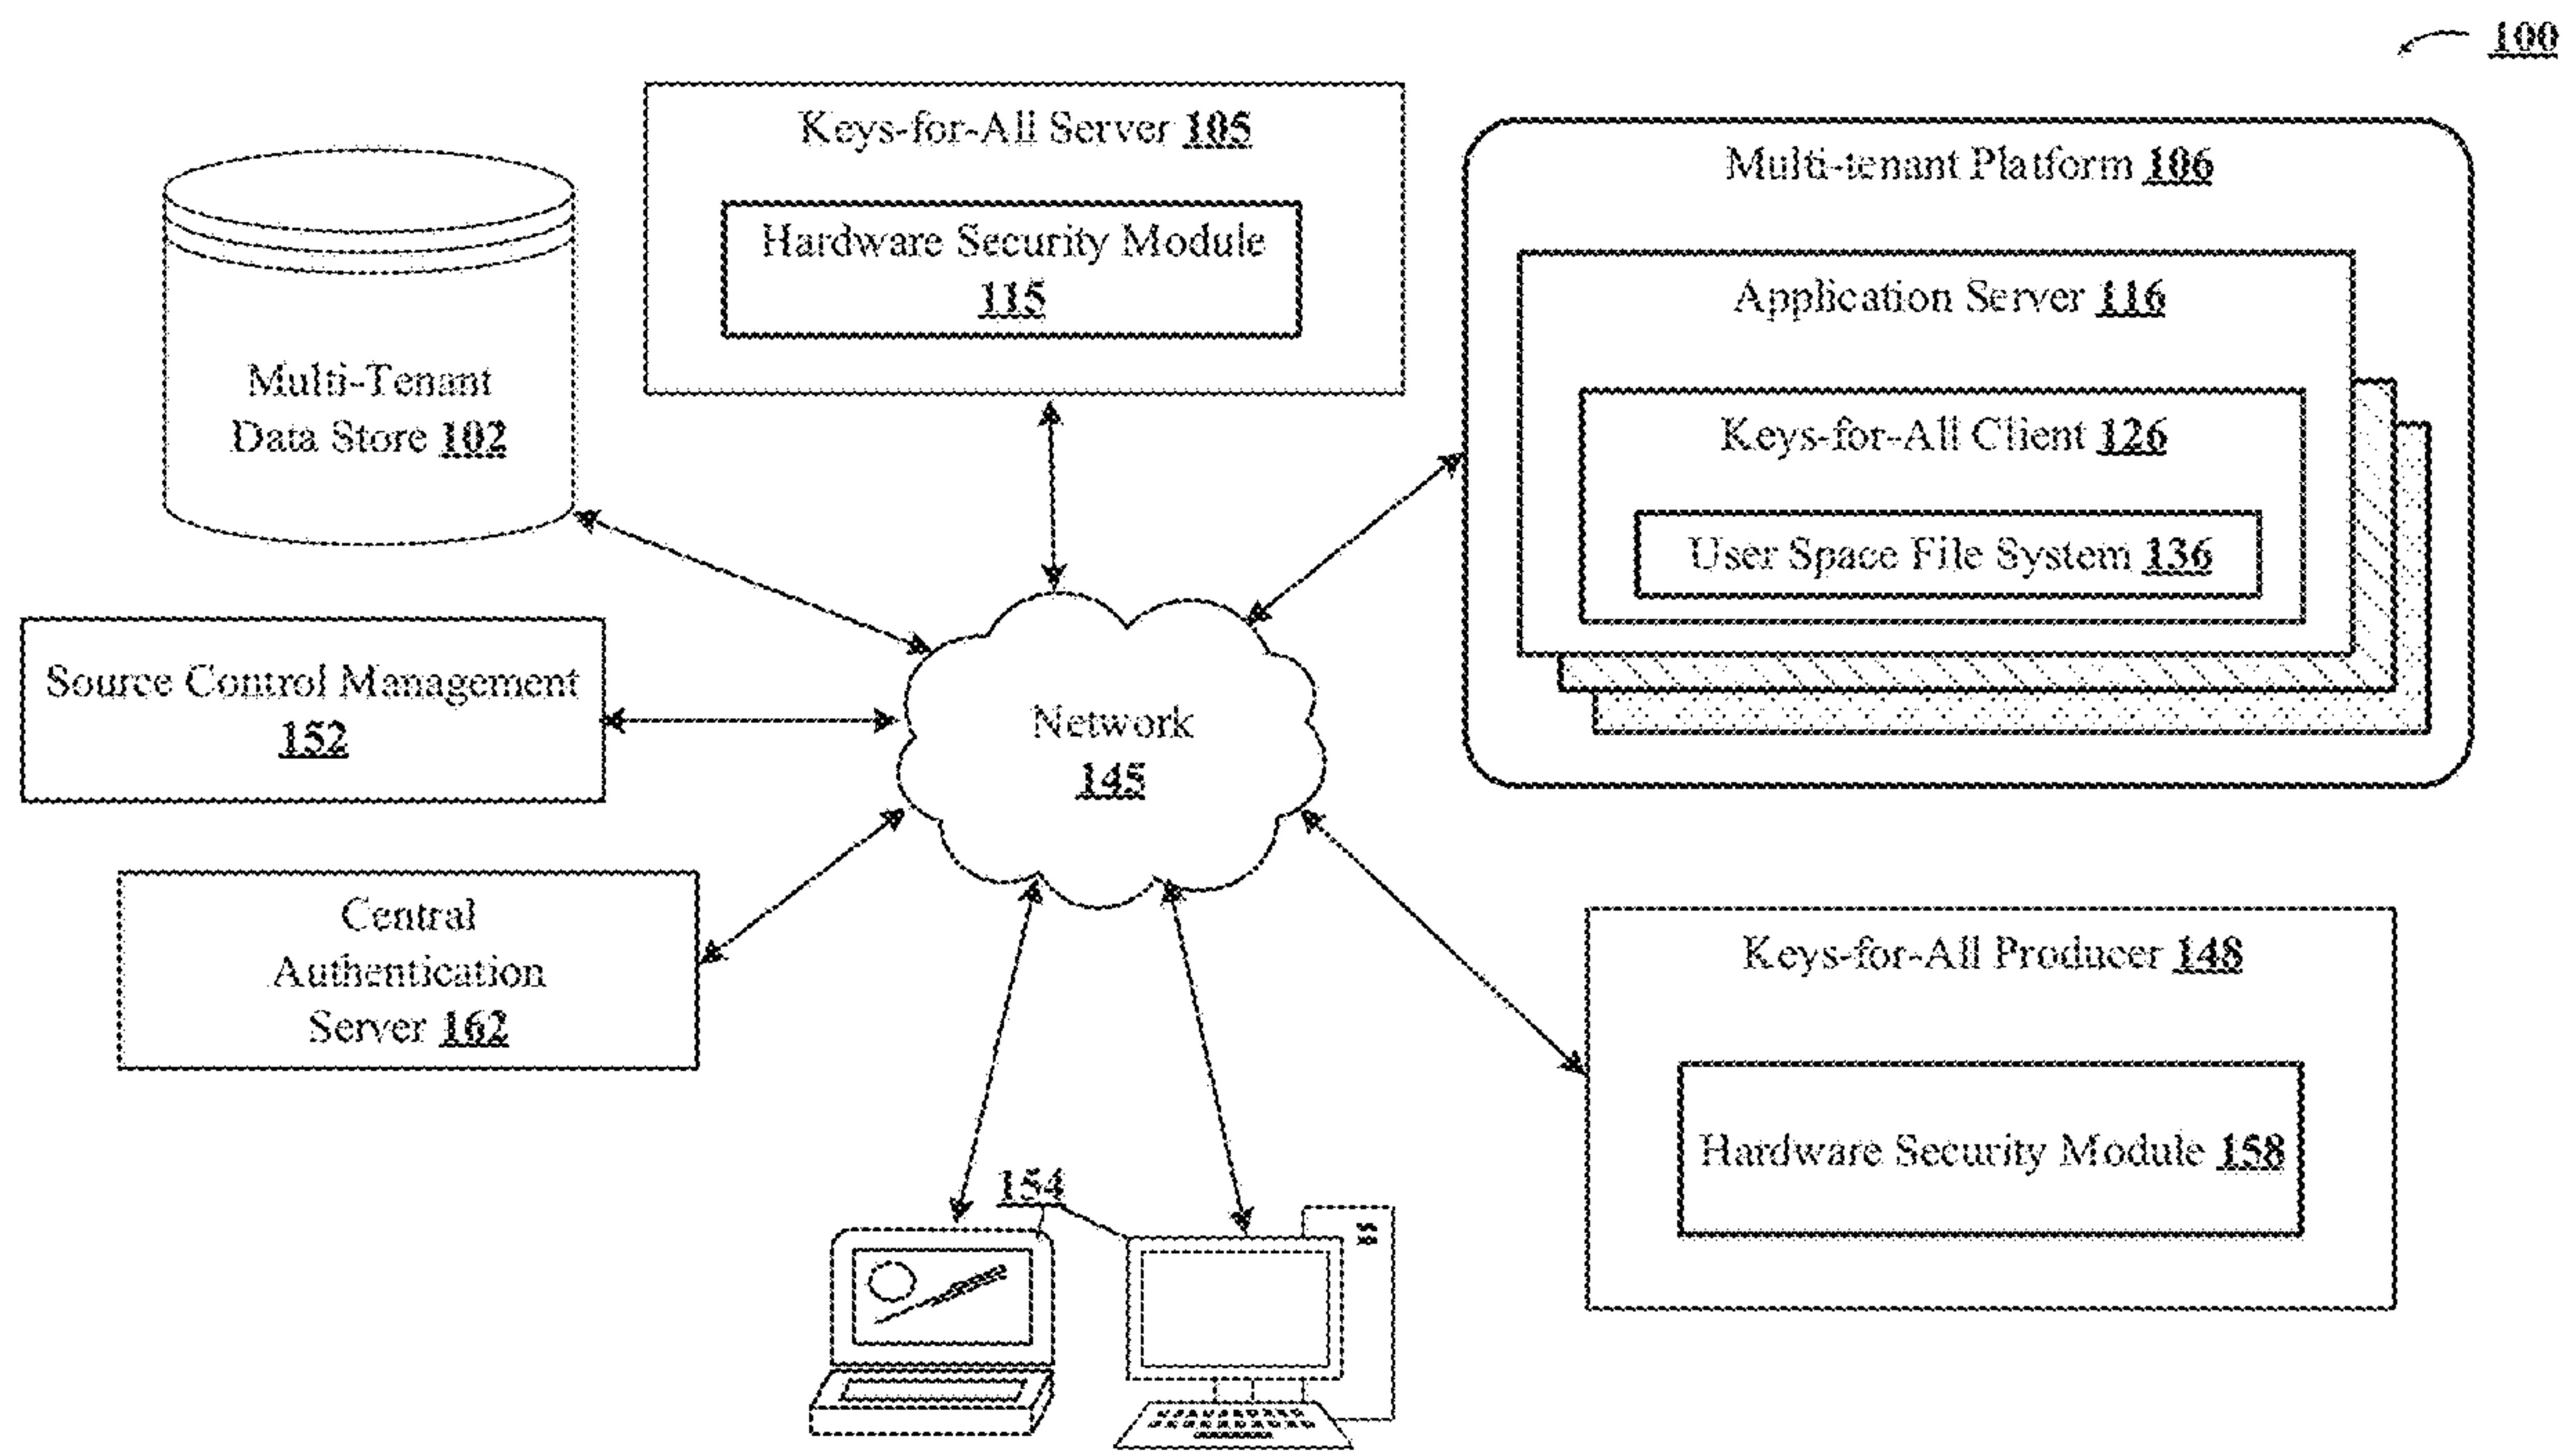 100
Keys-for-All Server 105
Hardware Security Module
115
Multi-tenant Platform 106
Application Server 116
Keys-for-All Client 126
User Space File System 136
Multi-Tenant
Data Store 102
Source Control Management
152
Network
145
Central
Authentication
Server 162
Keys-for-All Producer 148
Hardware Security Module 158
154